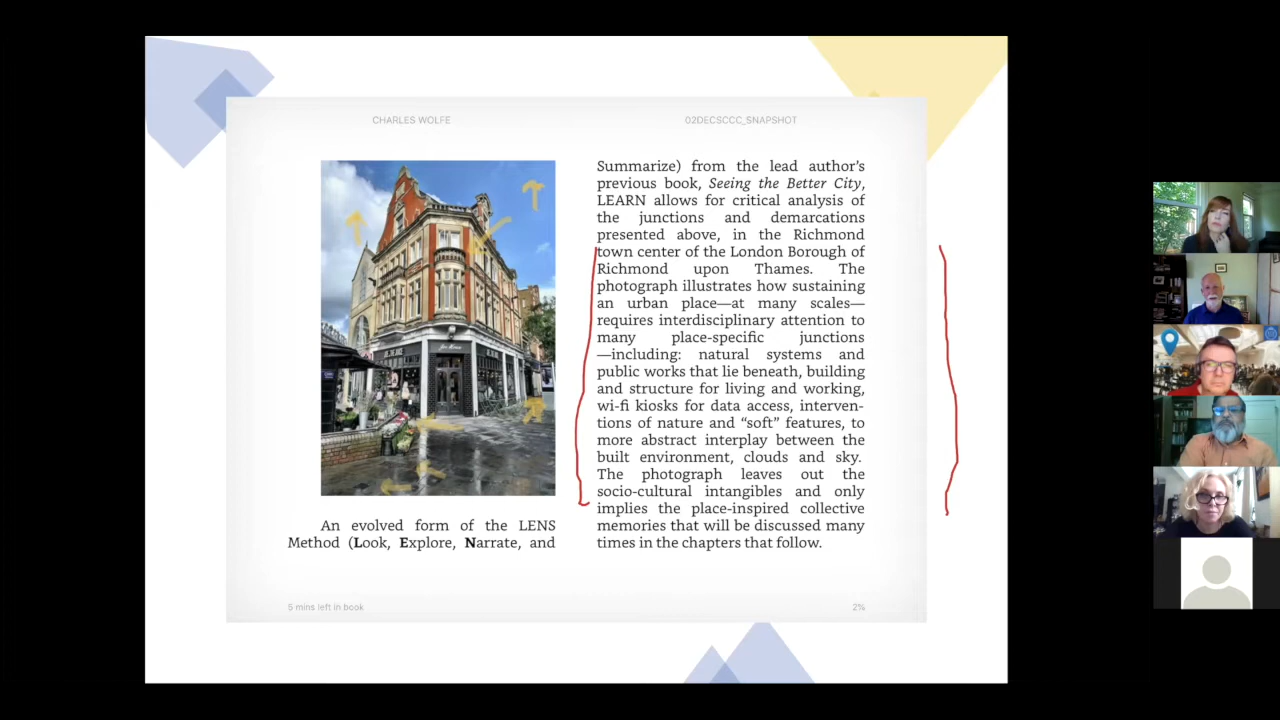 CHARLES WOLFE
02DECSCCC_SNAPSHOT
An evolved form of the LENS
Method (Look, Explore, Narrate, and
Summarize) from the lead author's
previous book, Seeing the Better City,
LEARN allows for critical analysis of
the junctions and demarcations
presented above, in the Richmond
town center of the London Borough of
Richmond upon Thames. The
photograph illustrates how sustaining
an urban place—at many scales—
requires interdisciplinary attention to
many place-specific junctions
—including: natural systems and
public works that lie beneath, building
and structure for living and working,
wi-fi kiosks for data access, interven-
tions of nature and “soft” features, to
more abstract interplay between the
built environment, clouds and sky.
The photograph leaves out the
socio-cultural intangibles and only
implies the place-inspired collective
memories that will be discussed many
times in the chapters that follow.
5 mins left in book
2%